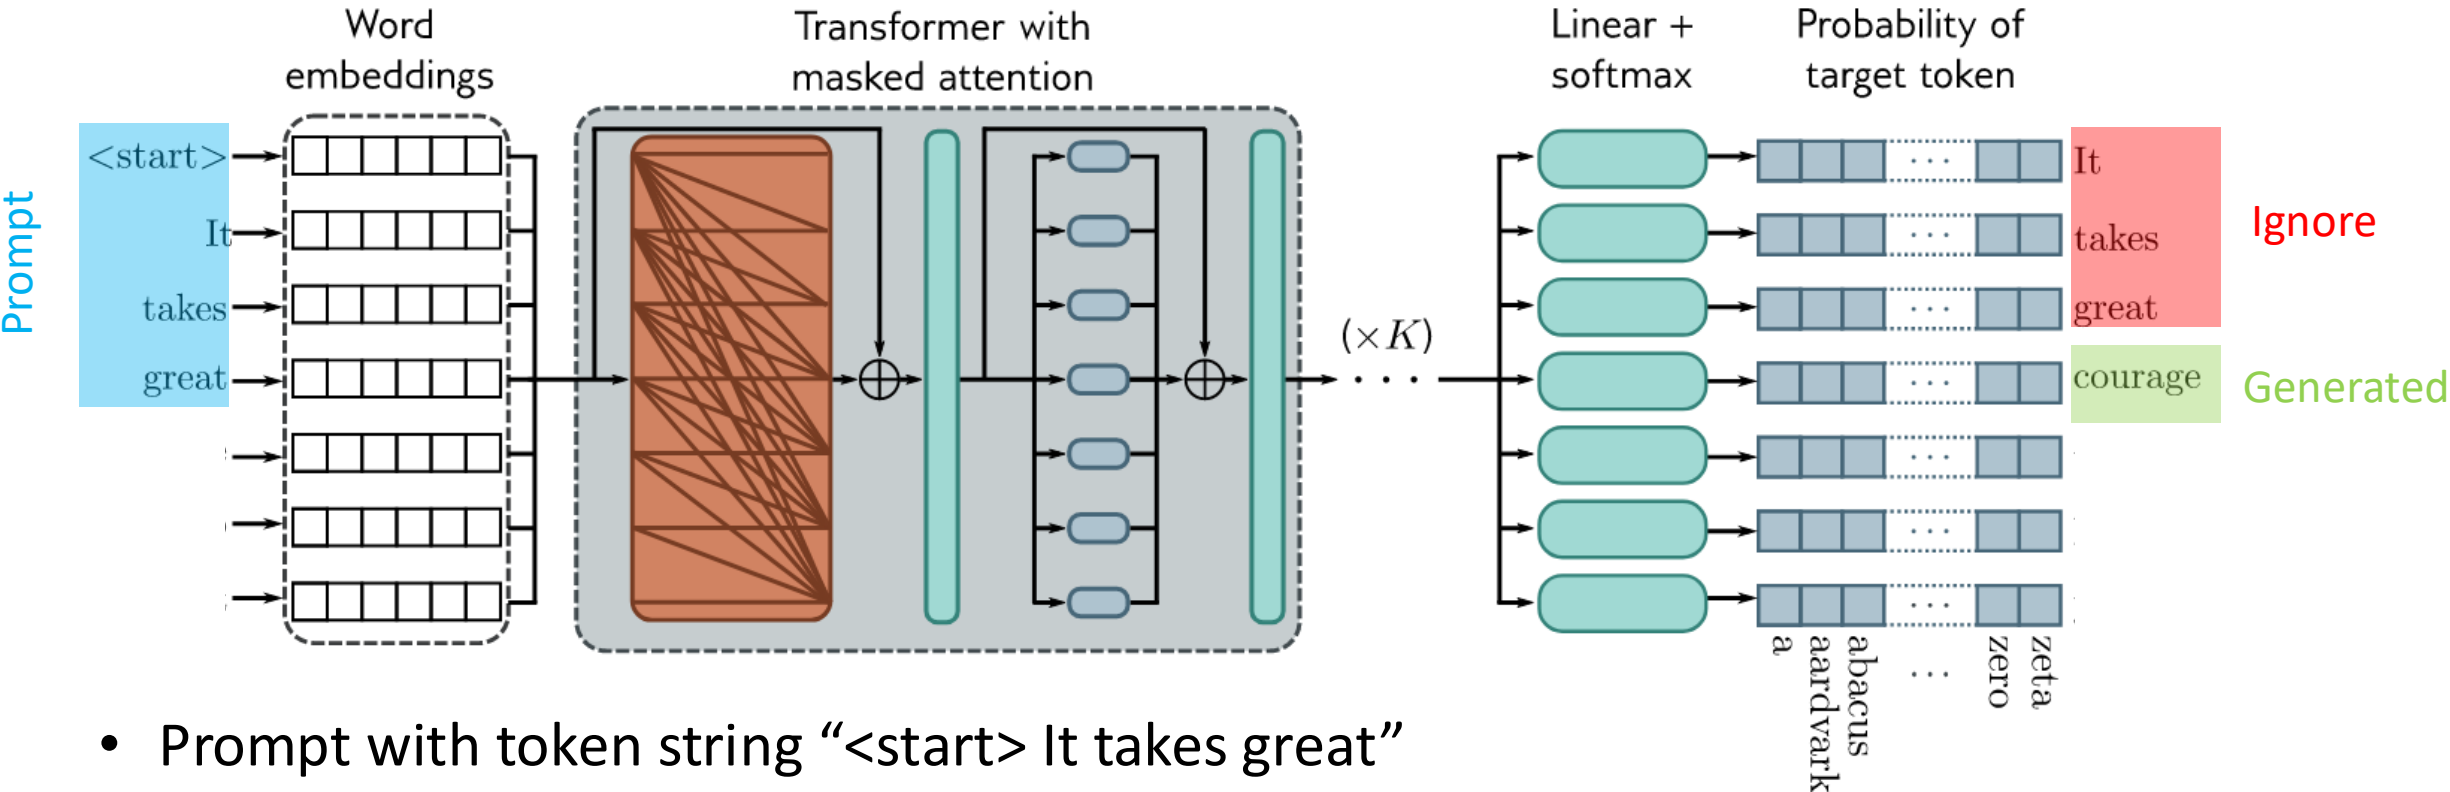 Word
embeddings
Transformer with
masked attention
Linear +
softmax
Probability of
target token
Prompt
<start>
It
takes
great
(×K)
· · ·
It
takes
great
courage
Ignore
Generated
· · ·
· · ·
· · ·
· · ·
· · ·
· · ·
· · ·
a
aardvark
abacus
· · ·
zero
zeta
• Prompt with token string “<start> It takes great”